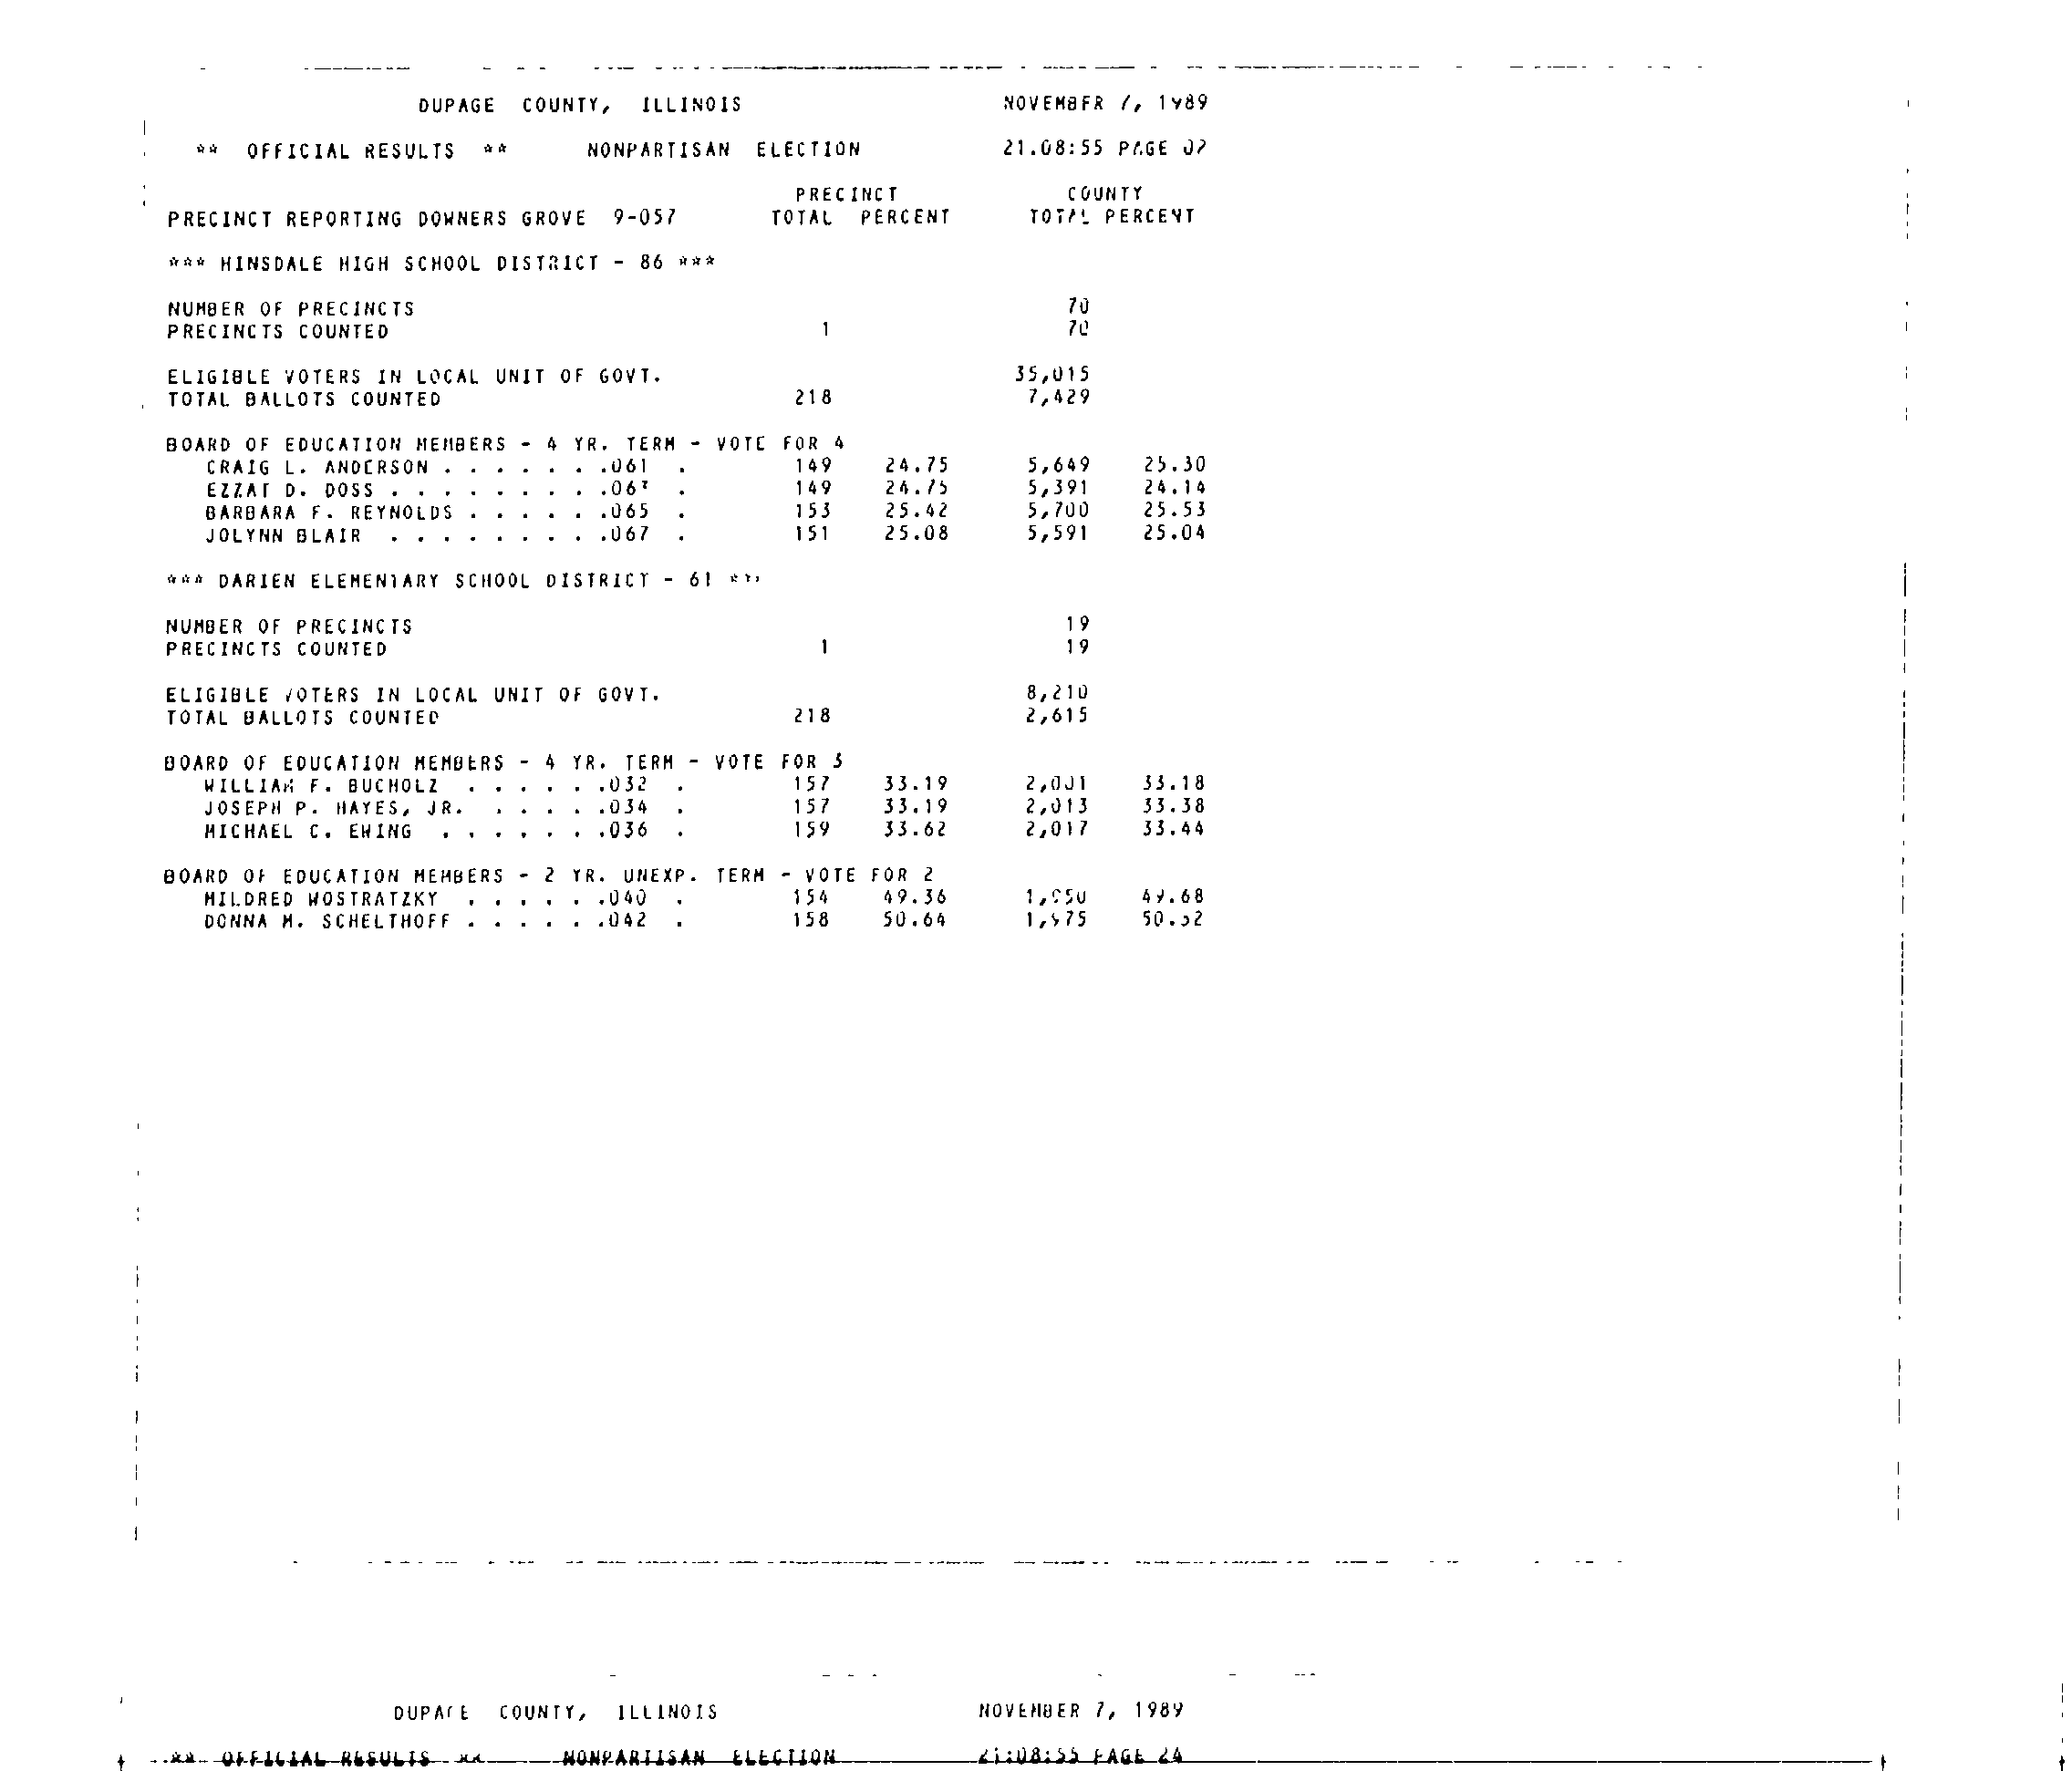 DUPAGE COUNTY, ILLINOIS NOVEMBER 7, 1989
** OFFICIAL RESULTS ** NONPARTISAN ELECTION 21.08:55 PAGE
PRECINCT COUNTY
PRECINCT REPORTING DOWNERS GROVE 9-057 TOTAL PERCENT TOTAL PERCENT
*** HINSDALE HIGH SCHOOL DISTRICT - 86 ***
NUMBER OF PRECINCTS 70
PRECINCTS COUNTED 1 70
ELIGIBLE VOTERS IN LOCAL UNIT OF GOVT. 35,015
TOTAL BALLOTS COUNTED 218 7,429
BOARD OF EDUCATION MEMBERS - 4 YR. TERM - VOTE FOR 4
CRAIG L. ANDERSON . . . . . . .061 . 149 24.75 5,649 25.30
EZZAT D. DOSS . . . . . . . . . 149 24.75 5,391 24.14
BARBARA F. REYNOLDS . . . . . .065 . 153 25.42 5,700 25.53
JOLYNN BLAIR . . . . . . . . .067 . 151 25.08 5,591 25.04
*** DARIEN ELEMENTARY SCHOOL DISTRICT - 61 ***
NUMBER OF PRECINCTS 19
PRECINCTS COUNTED 1 19
ELIGIBLE VOTERS IN LOCAL UNIT OF GOVT. 8,210
TOTAL BALLOTS COUNTED 218 2,615
BOARD OF EDUCATION MEMBERS - 4 YR. TERM - VOTE FOR 3
WILLIAM F. BUCHOLZ . . . . . .032 . 157 33.19 2,001 33.18
JOSEPH P. HAYES, JR. . . . . .034 . 157 33.19 2,013 33.38
MICHAEL C. EWING . . . . . . .036 . 159 33.62 2,017 33.44
BOARD OF EDUCATION MEMBERS - 2 YR. UNEXP. TERM - VOTE FOR 2
MILDRED WOSTRATZKY . . . . . .040 . 154 49.36 1,950 49.68
DONNA M. SCHELTHOFF . . . . . .042 . 158 50.64 1,975 50.32
DUPAGE COUNTY, ILLINOIS NOVEMBER 7, 1989
** OFFICIAL RESULTS ** NONPARTISAN ELECTION 21:08:55 PAGE 24